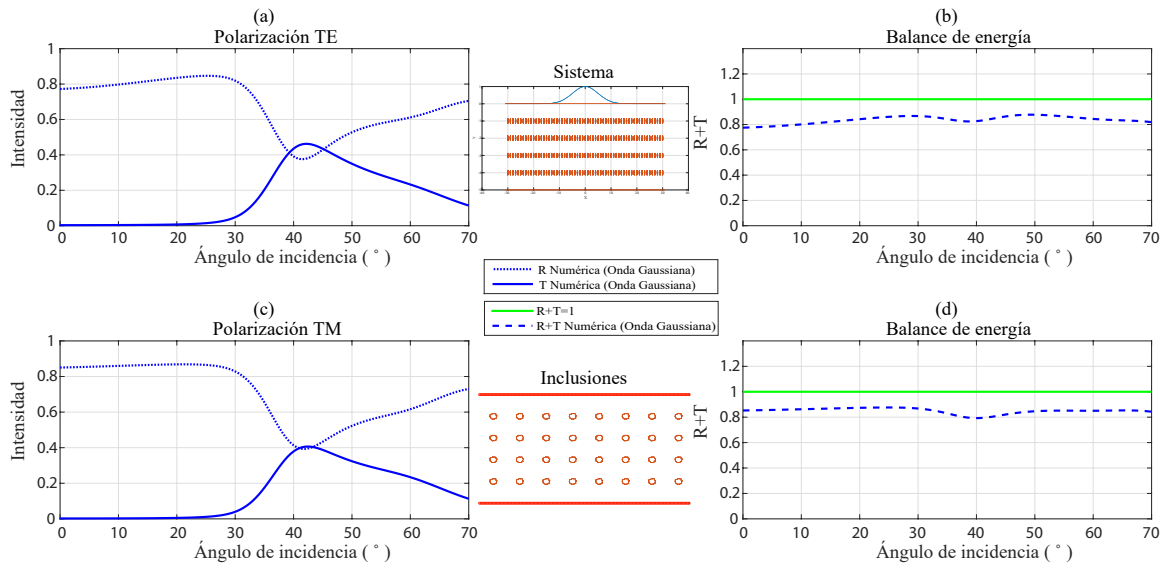 (a)
Polarización TE
Intensidad
1
0.8
0.6
0.4
0.2
0
0 10 20 30 40 50 60 70
Ángulo de incidencia ( ° )
Sistema
(b)
Balance de energía
R+T
1.2
1
0.8
0.6
0.4
0.2
0
0 10 20 30 40 50 60 70
Ángulo de incidencia ( ° )
R Numérica (Onda Gaussiana)
T Numérica (Onda Gaussiana)
R+T=1
R+T Numérica (Onda Gaussiana)
(c)
Polarización TM
Intensidad
1
0.8
0.6
0.4
0.2
0
0 10 20 30 40 50 60 70
Ángulo de incidencia ( ° )
Inclusiones
(d)
Balance de energía
R+T
1.2
1
0.8
0.6
0.4
0.2
0
0 10 20 30 40 50 60 70
Ángulo de incidencia ( ° )